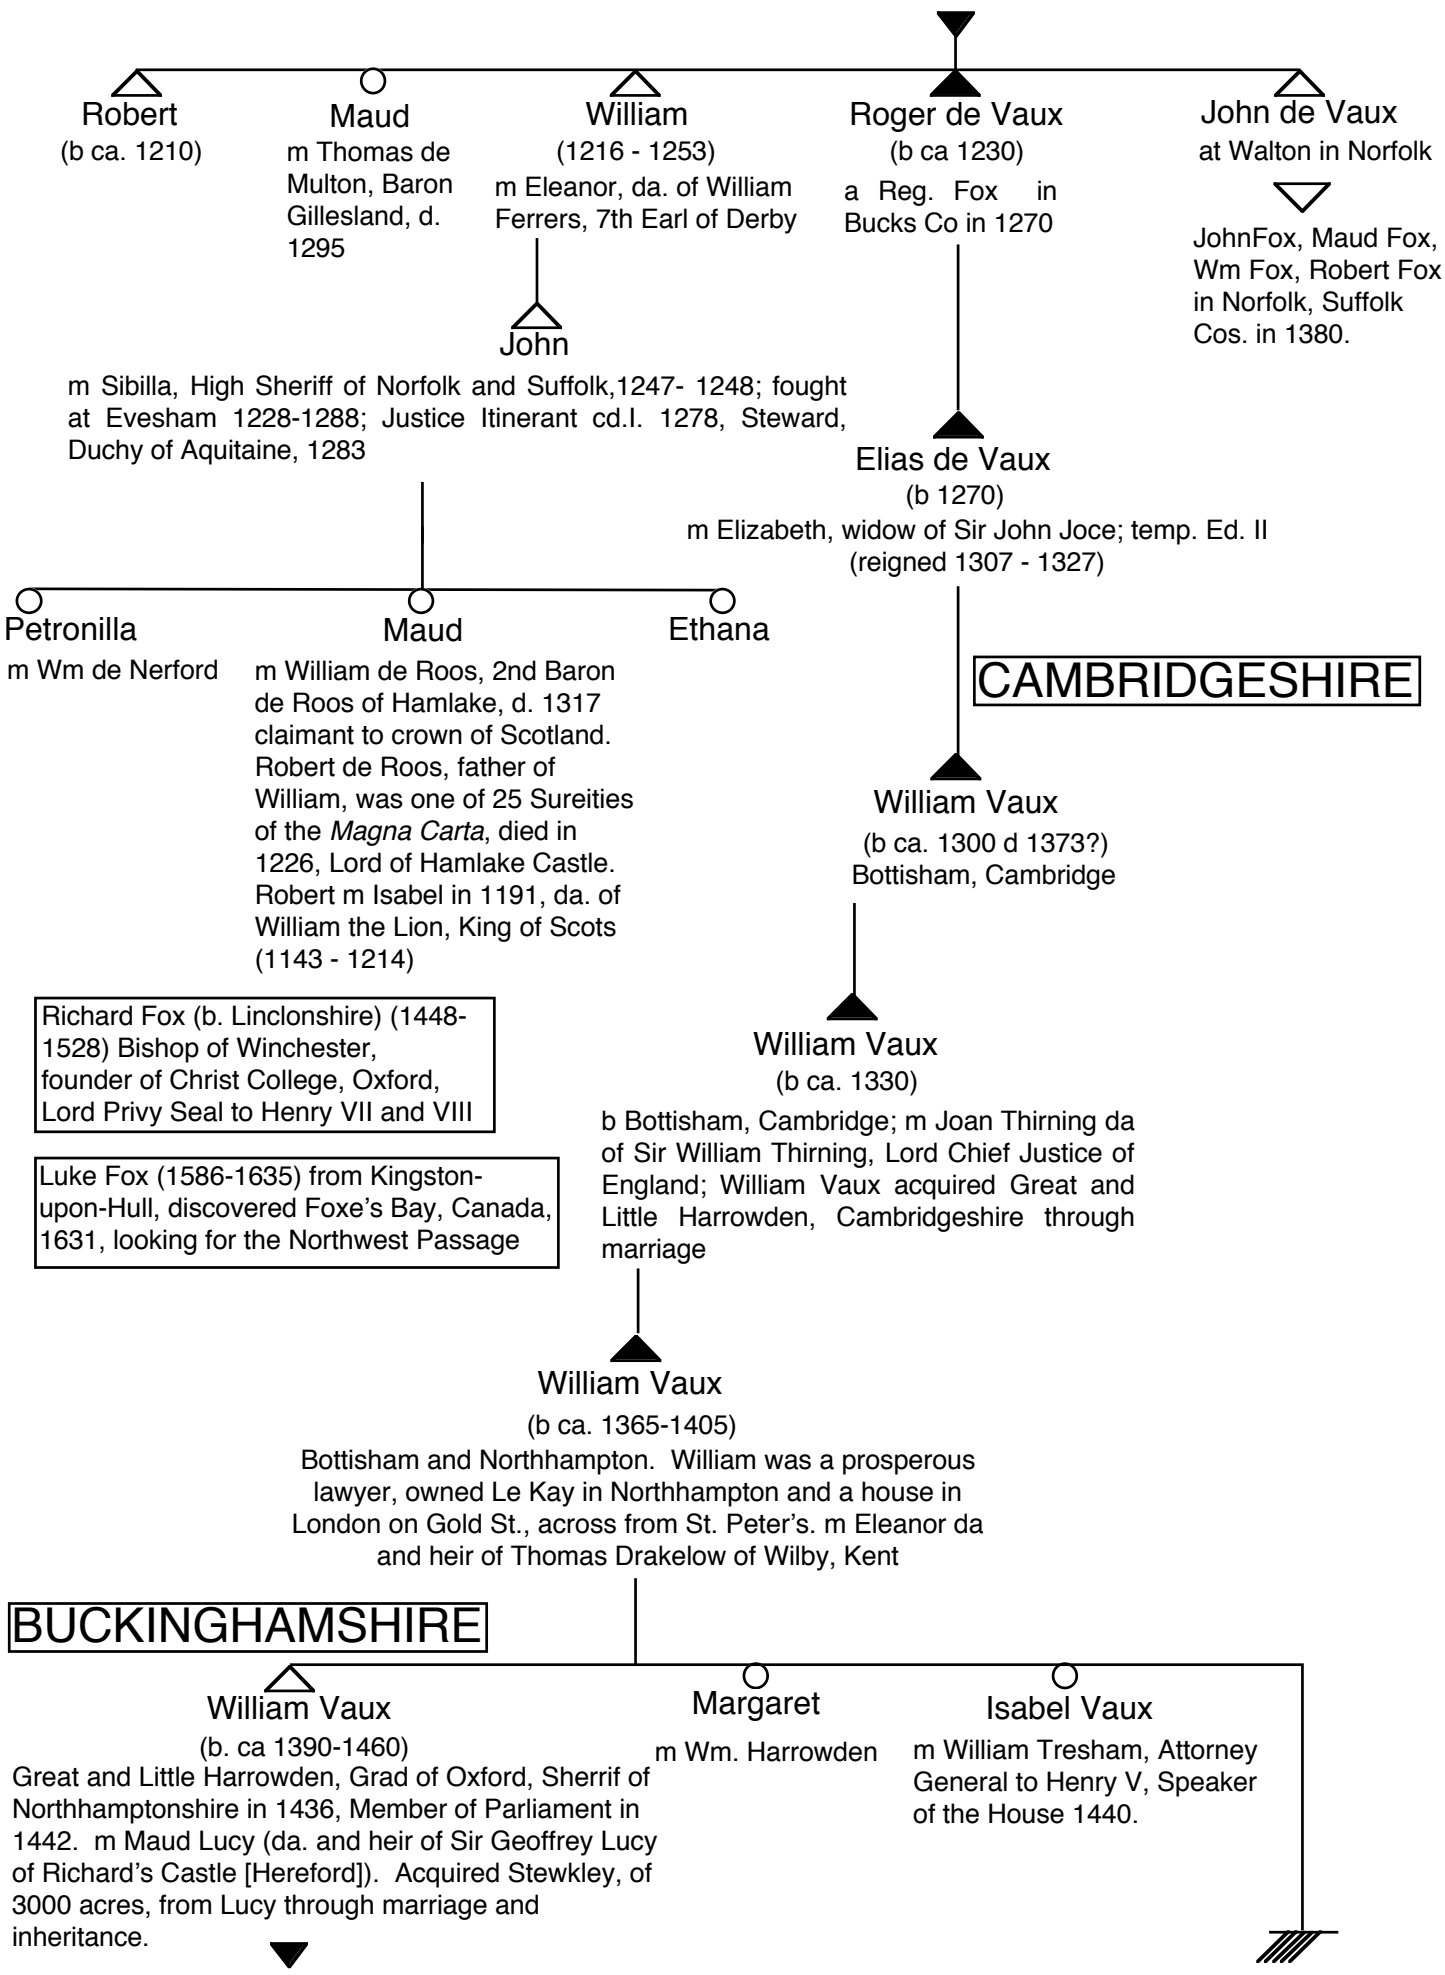 Robert
(b ca. 1210)
Maud
m Thomas de
Multon, Baron
Gillesland, d.
1295
William
(1216 - 1253)
m Eleanor, da. of William
Ferrers, 7th Earl of Derby
Roger de Vaux
(b ca 1230)
a Reg. Fox in
Bucks Co in 1270
John de Vaux
at Walton in Norfolk
JohnFox, Maud Fox,
Wm Fox, Robert Fox
in Norfolk, Suffolk
Cos. in 1380.
John
m Sibilla, High Sheriff of Norfolk and Suffolk,1247- 1248; fought
at Evesham 1228-1288; Justice Itinerant cd.I. 1278, Steward,
Duchy of Aquitaine, 1283
Elias de Vaux
(b 1270)
m Elizabeth, widow of Sir John Joce; temp. Ed. II
(reigned 1307 - 1327)
Petronilla
m Wm de Nerford
Maud
m William de Roos, 2nd Baron
de Roos of Hamlake, d. 1317
claimant to crown of Scotland.
Robert de Roos, father of
William, was one of 25 Sureities
of the Magna Carta, died in
1226, Lord of Hamlake Castle.
Robert m Isabel in 1191, da. of
William the Lion, King of Scots
(1143 - 1214)
Ethana
CAMBRIDGESHIRE
William Vaux
(b ca. 1300 d 1373?)
Bottisham, Cambridge
Richard Fox (b. Linclonshire) (1448-
1528) Bishop of Winchester,
founder of Christ College, Oxford,
Lord Privy Seal to Henry VII and VIII
Luke Fox (1586-1635) from Kingston-
upon-Hull, discovered Foxe's Bay, Canada,
1631, looking for the Northwest Passage
William Vaux
(b ca. 1330)
b Bottisham, Cambridge; m Joan Thirning da
of Sir William Thirning, Lord Chief Justice of
England; William Vaux acquired Great and
Little Harrowden, Cambridgeshire through
marriage
William Vaux
(b ca. 1365-1405)
Bottisham and Northhampton. William was a prosperous
lawyer, owned Le Kay in Northhampton and a house in
London on Gold St., across from St. Peter's. m Eleanor da
and heir of Thomas Drakelow of Wilby, Kent
BUCKINGHAMSHIRE
William Vaux
(b. ca 1390-1460)
Great and Little Harrowden, Grad of Oxford, Sherrif of
Northhamptonshire in 1436, Member of Parliament in
1442. m Maud Lucy (da. and heir of Sir Geoffrey Lucy
of Richard's Castle [Hereford]). Acquired Stewkley, of
3000 acres, from Lucy through marriage and
inheritance.
Margaret
m Wm. Harrowden
Isabel Vaux
m William Tresham, Attorney
General to Henry V, Speaker
of the House 1440.